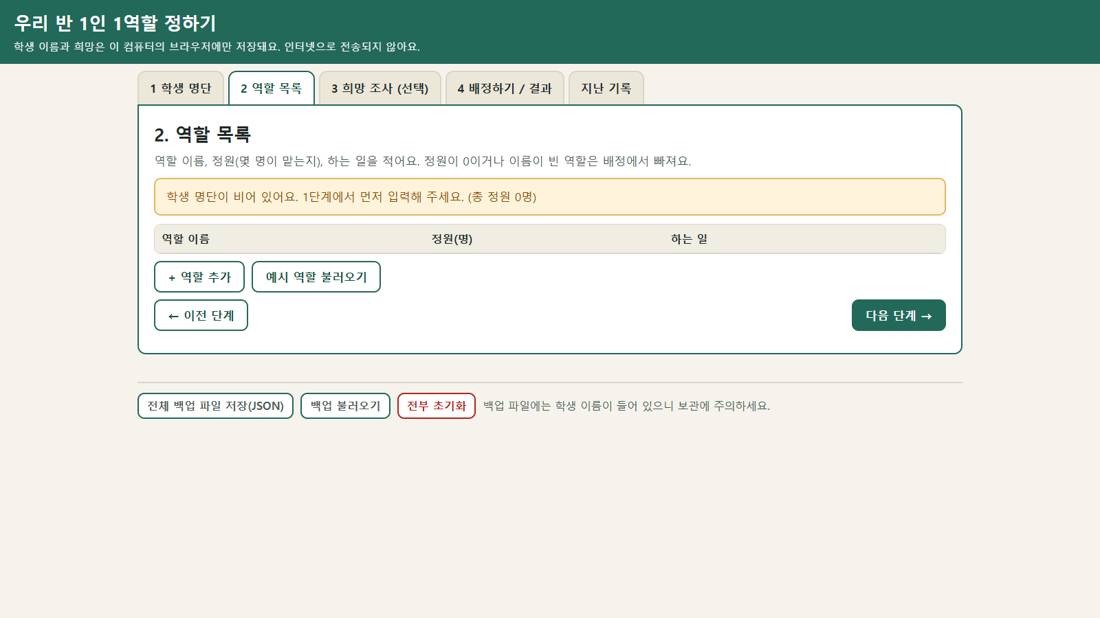 우리 반 1인 1역할 정하기
학생 이름과 희망은 이 컴퓨터의 브라우저에만 저장돼요. 인터넷으로 전송되지 않아요.
1 학생 명단
2 역할 목록
3 희망 조사 (선택)
4 배정하기 / 결과
지난 기록
2. 역할 목록
역할 이름, 정원(몇 명이 맡는지), 하는 일을 적어요. 정원이 0이거나 이름이 빈 역할은 배정에서 빠져요.
학생 명단이 비어 있어요. 1단계에서 먼저 입력해 주세요. (총 정원 0명)
역할 이름
정원(명)
하는 일
+ 역할 추가
예시 역할 불러오기
← 이전 단계
다음 단계 →
전체 백업 파일 저장(JSON)
백업 불러오기
전부 초기화
백업 파일에는 학생 이름이 들어 있으니 보관에 주의하세요.